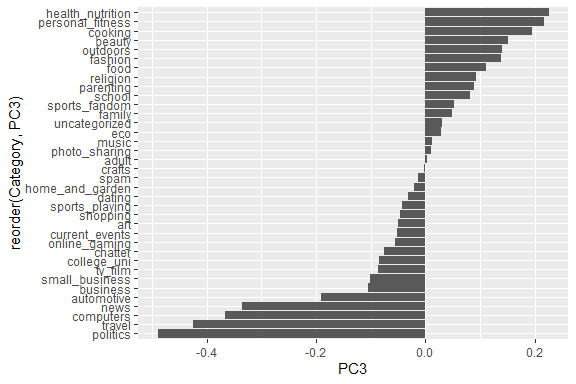 health_nutrition
personal_fitness
cooking
beauty
outdoors
fashion
food
religion
parenting
school
sports_fandom
family
uncategorized
eco
music
photo_sharing
adult
crafts
spam
home_and_garden
dating
sports_playing
shopping
art
current_events
online_gaming
chatter
college_uni
tv_film
small_business
business
automotive
news
computers
travel
politics
reorder(Category, PC3)
-0.4
-0.2
0.0
0.2
PC3